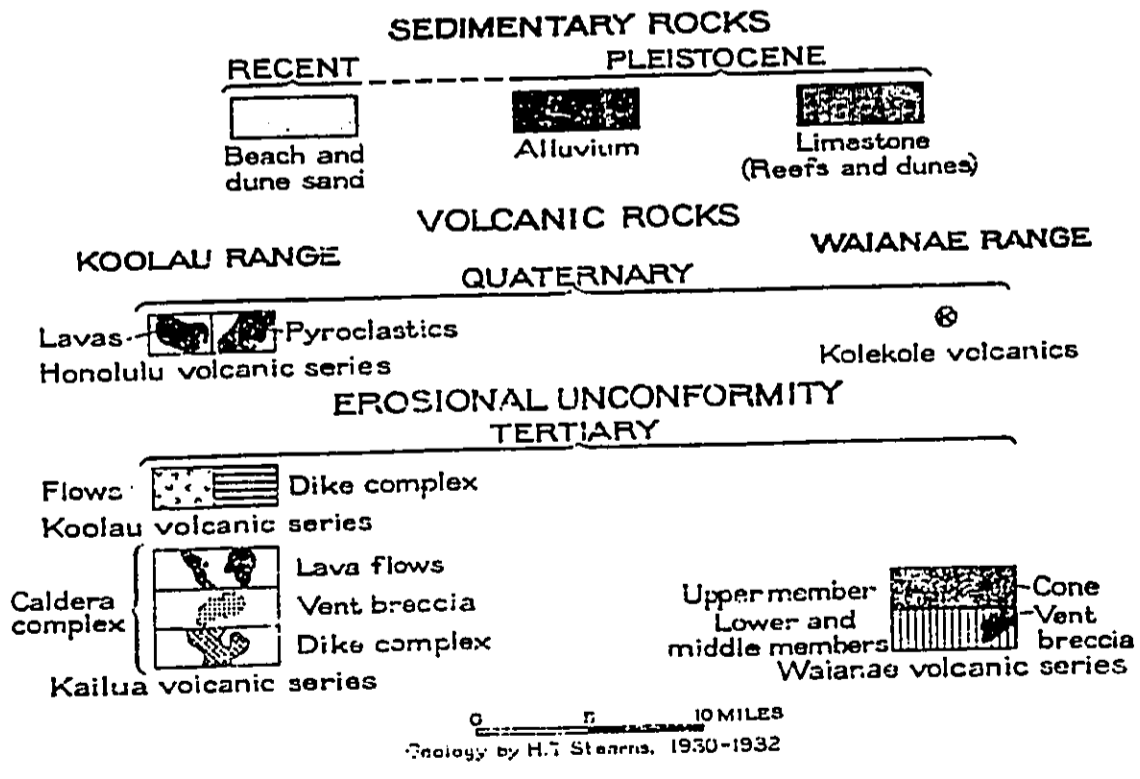 SEDIMENTARY ROCKS
RECENT PLEISTOCENE
Beach and
dune sand
Alluvium
Limestone
(Reefs and dunes)
VOLCANIC ROCKS
KOOLAU RANGE WAIANAE RANGE
QUATERNARY
Lavas Pyroclastics
Honolulu volcanic series
K
Kolekole volcanics
EROSIONAL UNCONFORMITY
TERTIARY
Flows Dike complex
Koolau volcanic series
Caldera
complex
Lava flows
Vent breccia
Dike complex
Kailua volcanic series
Upper member Cone
Lower and
middle members
Vent
breccia
Waianae volcanic series
0 5 10 MILES
Geology by H.T. Stearns, 1930-1932